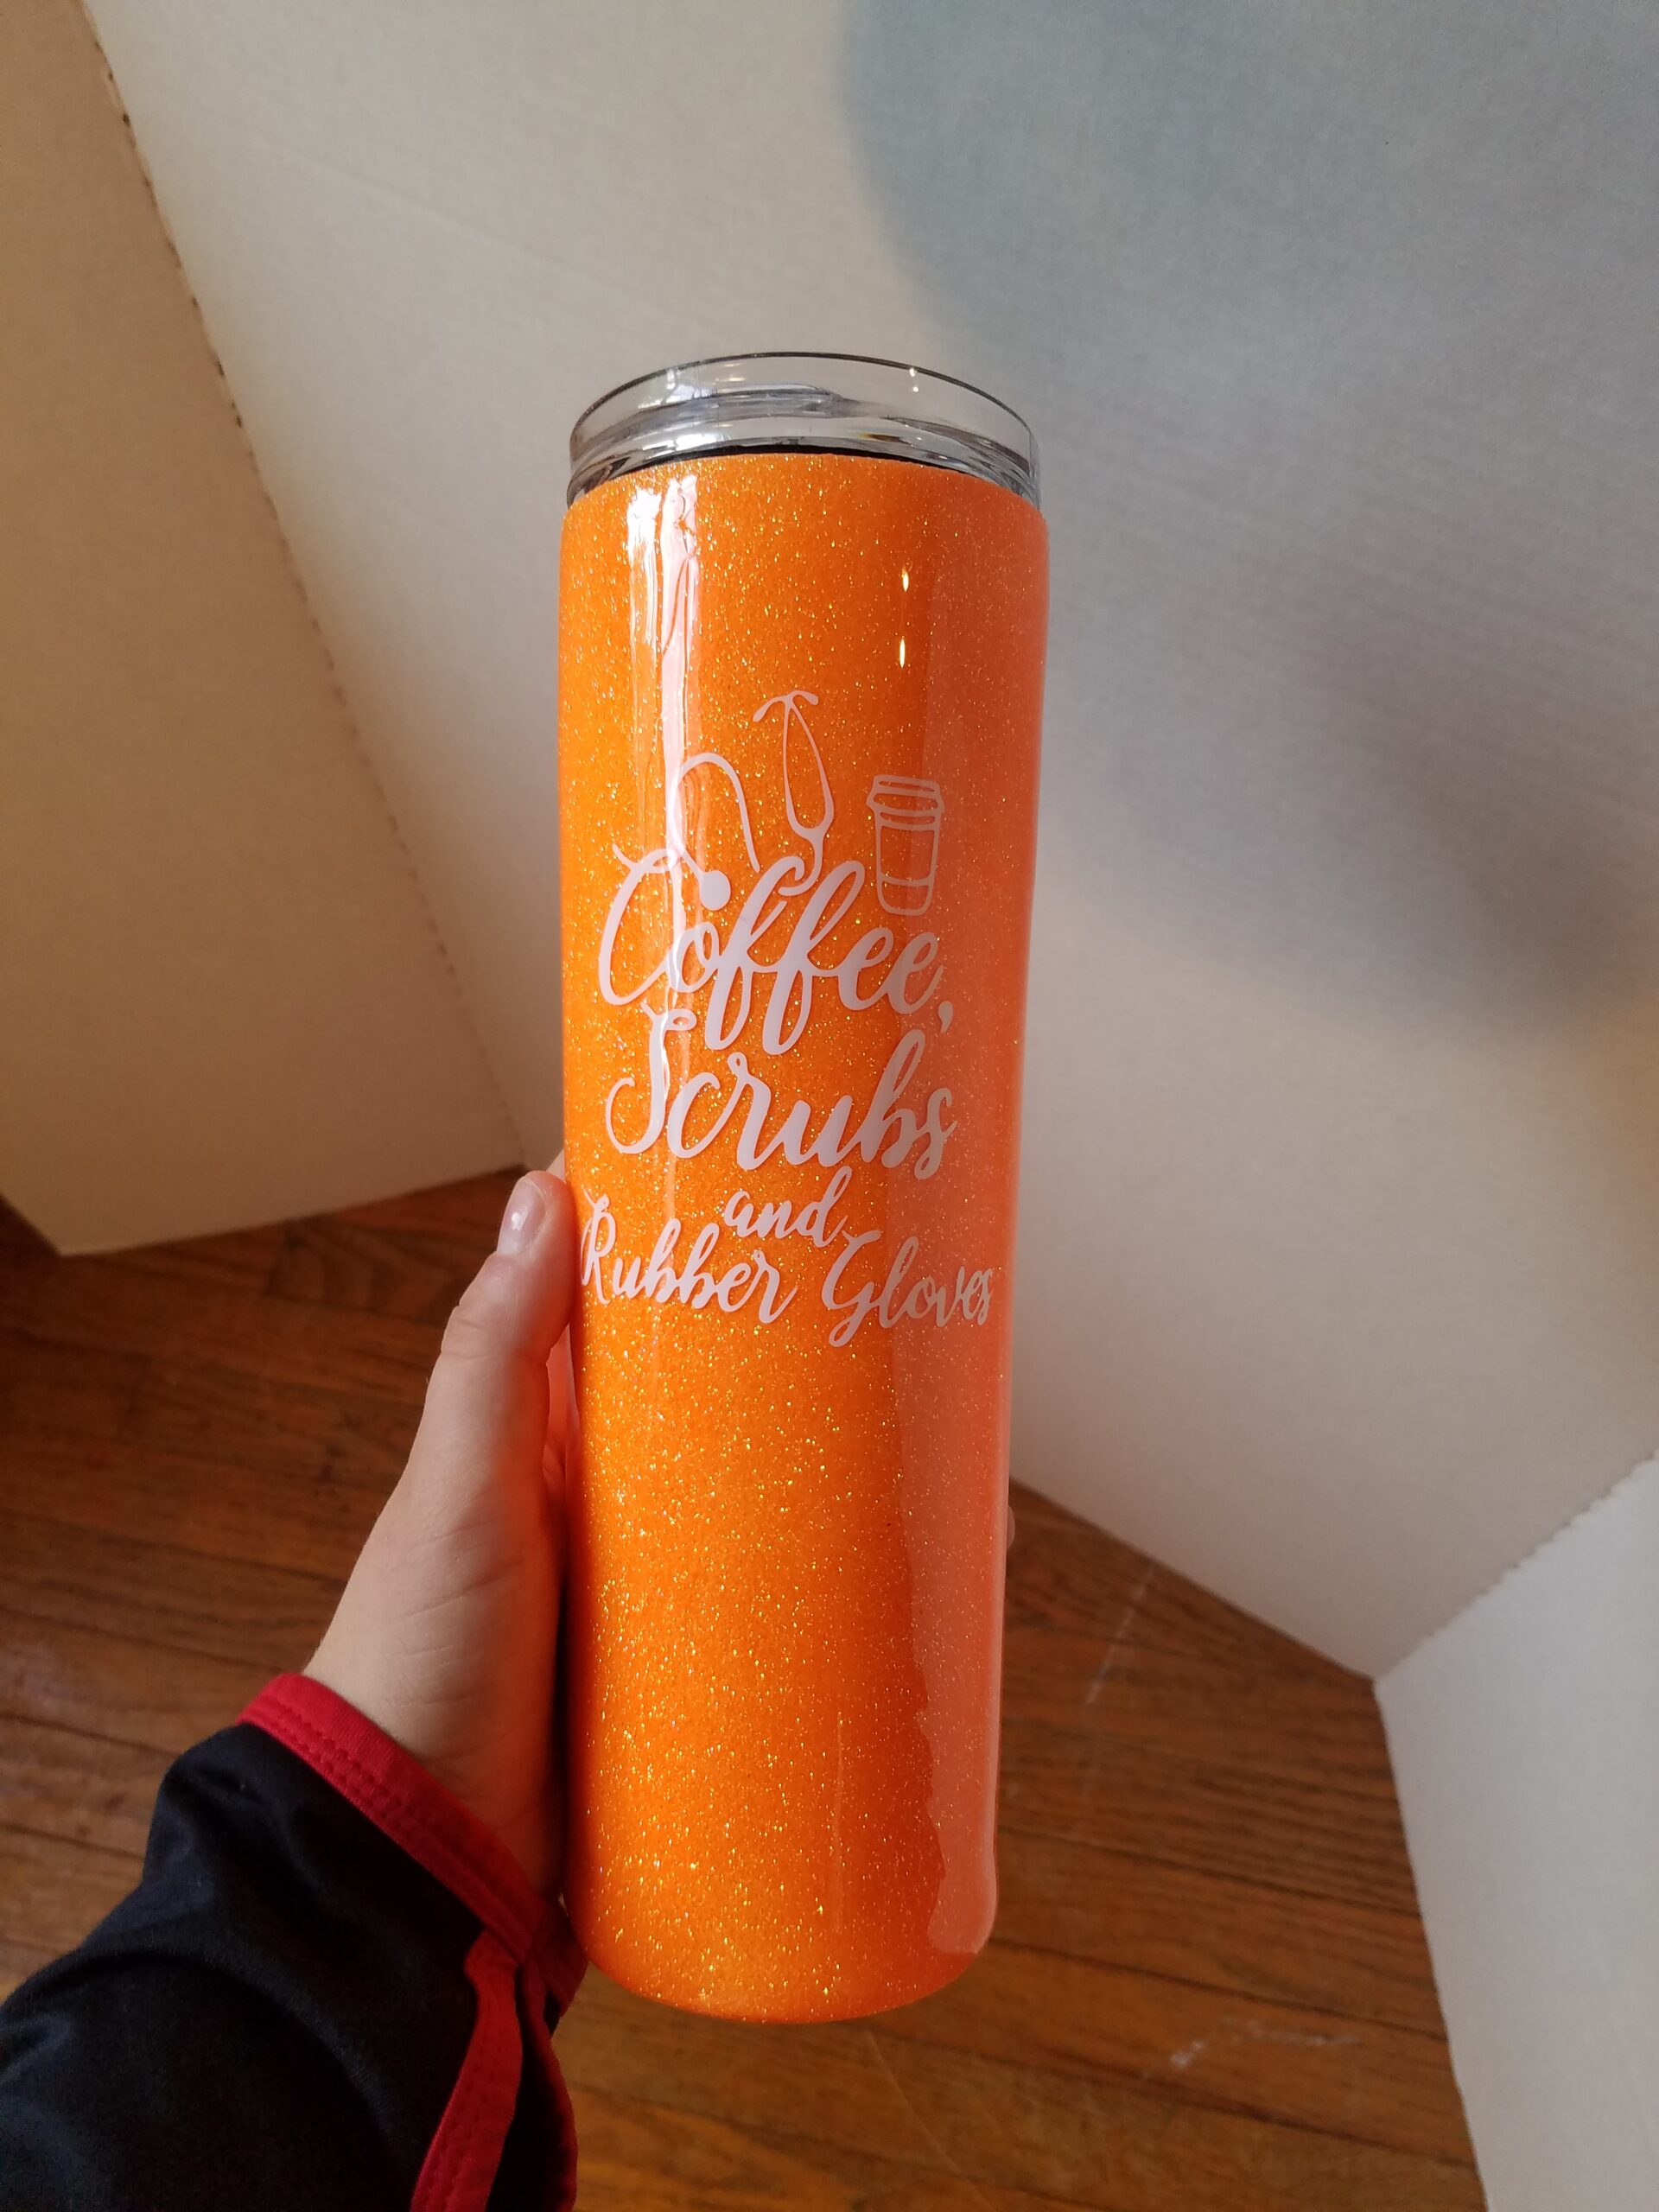 Coffee,
Scrubs
and
Rubber Gloves